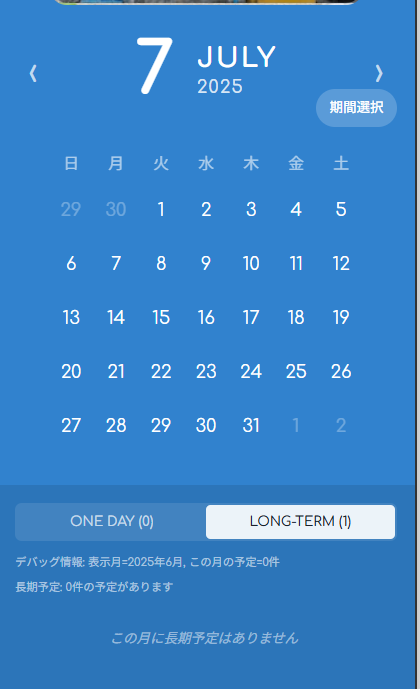 7 JULY
2025
期間選択
日 月 火 水 木 金 土
29 30 1 2 3 4 5
6 7 8 9 10 11 12
13 14 15 16 17 18 19
20 21 22 23 24 25 26
27 28 29 30 31 1 2
ONE DAY (0) LONG-TERM (1)
デバッグ情報: 表示月=2025年6月, この月の予定=0件
長期予定: 0件の予定があります
この月に長期予定はありません